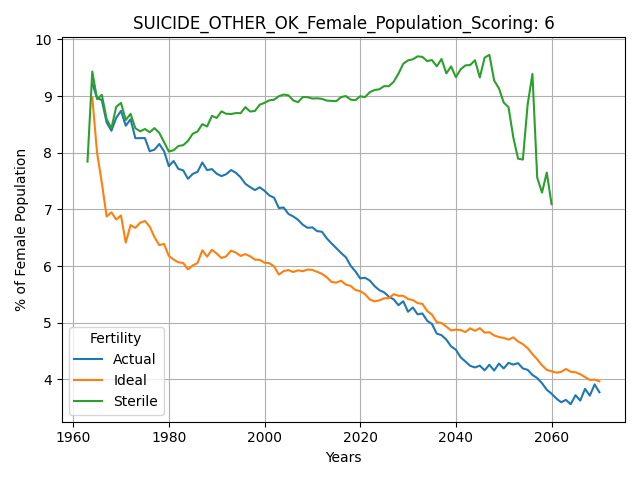 SUICIDE_OTHER_OK_Female_Population_Scoring: 6
% of Female Population
10
9
8
7
6
5
4
Fertility
Actual
Ideal
Sterile
1960 1980 2000 2020 2040 2060
Years